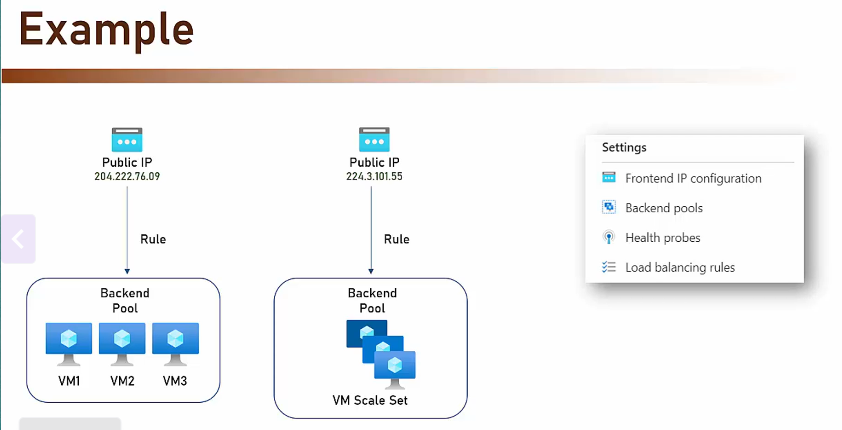 Example
Public IP
204.222.76.09
Rule
Backend
Pool
VM1 VM2 VM3
Public IP
224.3.101.55
Rule
Backend
Pool
VM Scale Set
Settings
Frontend IP configuration
Backend pools
Health probes
Load balancing rules